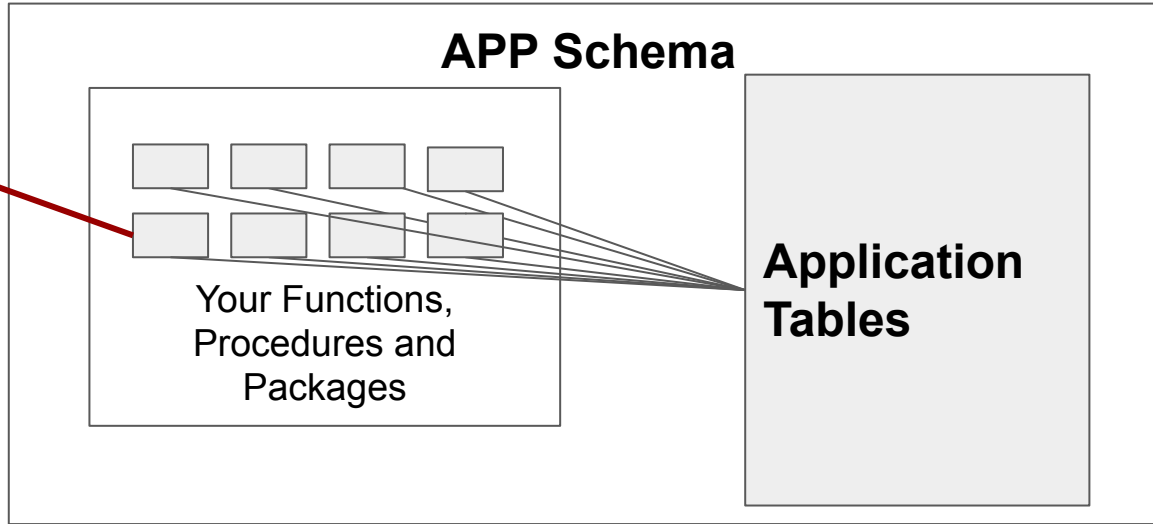 APP Schema
Your Functions,
Procedures and
Packages
Application
Tables